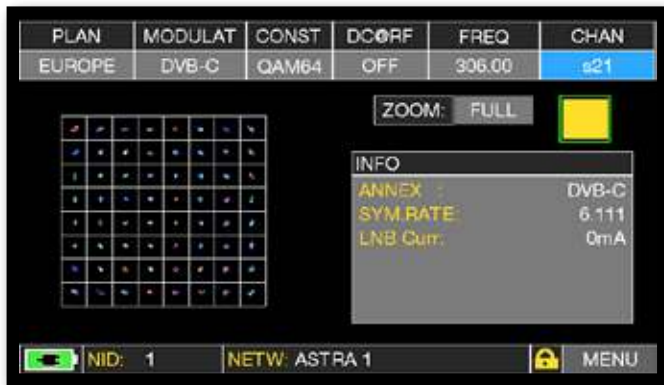 PLAN MODULAT CONST DC@RF FREQ CHAN
EUROPE DVB-C QAM64 OFF 306.00 s21
ZOOM: FULL
INFO
ANNEX : DVB-C
SYM.RATE: 6.111
LNB Curr: 0mA
NID: 1 NETW: ASTRA 1 MENU